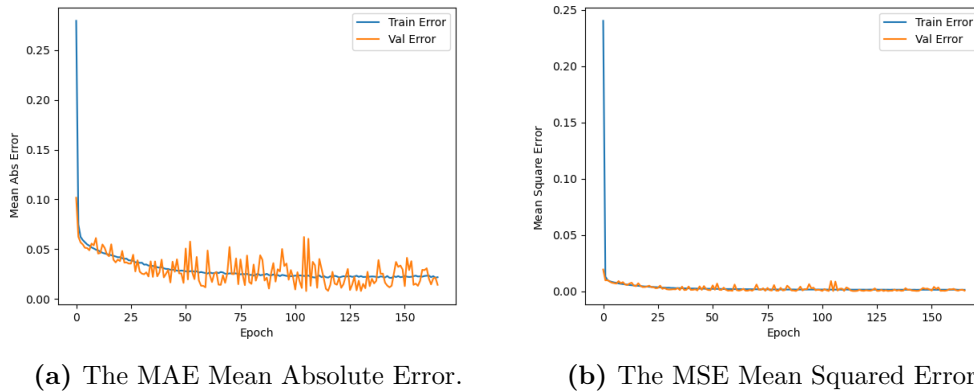 Train Error
Val Error
0.25
0.20
0.15
0.10
0.05
0.00
Mean Abs Error
0 25 50 75 100 125 150
Epoch
(a) The MAE Mean Absolute Error.
Train Error
Val Error
0.25
0.20
0.15
0.10
0.05
0.00
Mean Square Error
0 25 50 75 100 125 150
Epoch
(b) The MSE Mean Squared Error